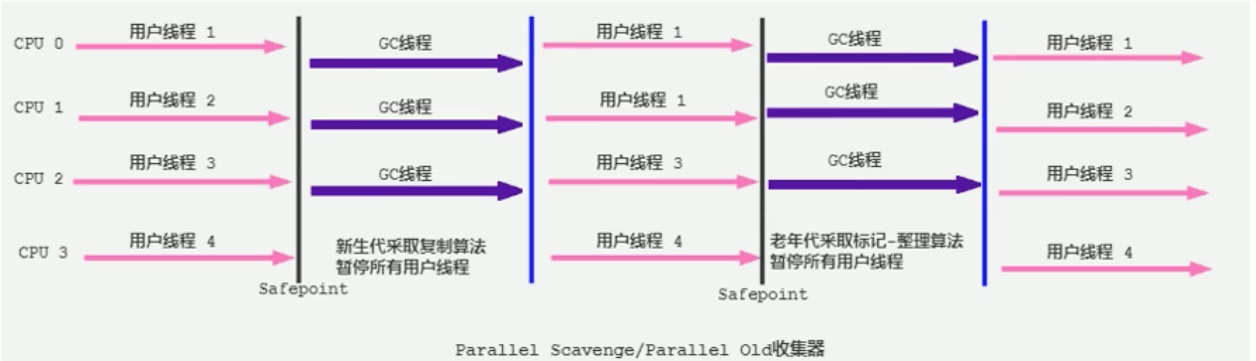 CPU 0
用户线程 1
GC线程
用户线程 1
GC线程
用户线程 1
CPU 1
用户线程 2
GC线程
用户线程 1
GC线程
用户线程 2
CPU 2
用户线程 3
GC线程
用户线程 3
GC线程
用户线程 3
CPU 3
用户线程 4
新生代采取复制算法
暂停所有用户线程
用户线程 4
老年代采取标记-整理算法
暂停所有用户线程
用户线程 4
Safepoint
Safepoint
Parallel Scavenge/Parallel Old收集器